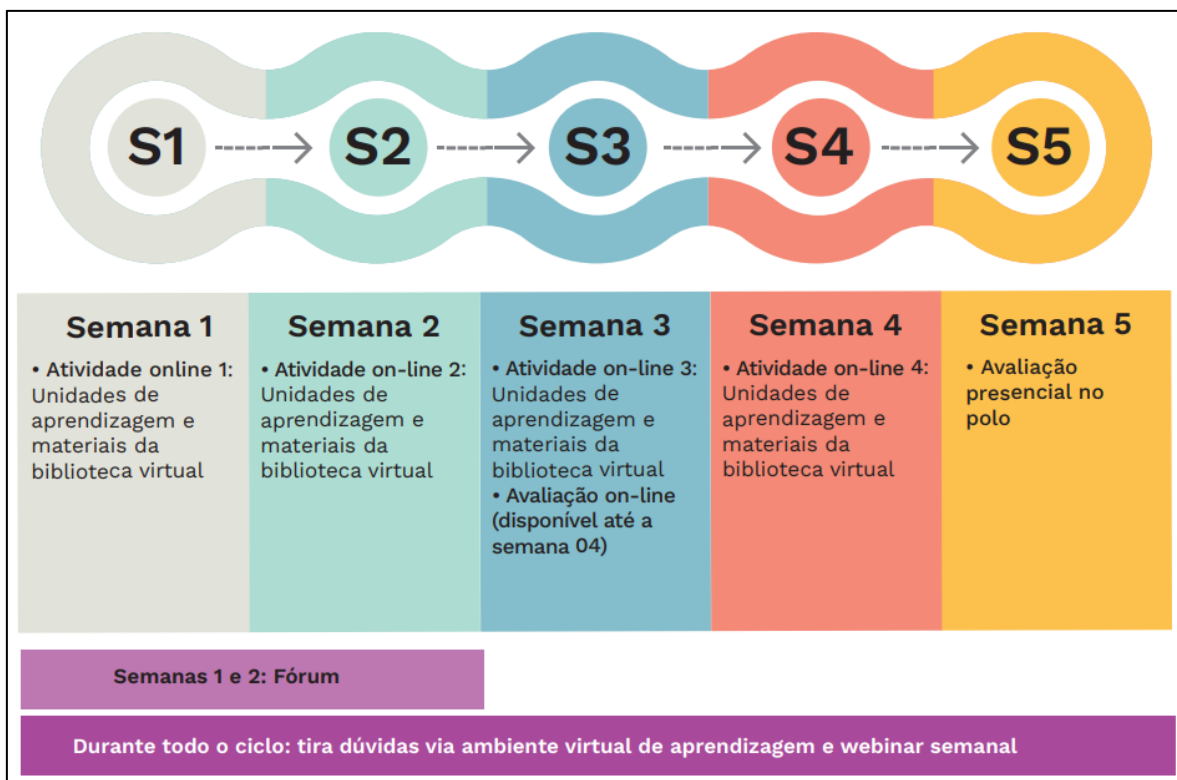 S1
S2
S3
S4
S5
Semana 1
• Atividade online 1:
Unidades de
aprendizagem e
materiais da
biblioteca virtual
Semana 2
• Atividade on-line 2:
Unidades de
aprendizagem e
materiais da
biblioteca virtual
Semana 3
• Atividade on-line 3:
Unidades de
aprendizagem e
materiais da
biblioteca virtual
• Avaliação on-line
(disponível até a
semana 04)
Semana 4
• Atividade on-line 4:
Unidades de
aprendizagem e
materiais da
biblioteca virtual
Semana 5
• Avaliação
presencial no
polo
Semanas 1 e 2: Fórum
Durante todo o ciclo: tira dúvidas via ambiente virtual de aprendizagem e webinar semanal